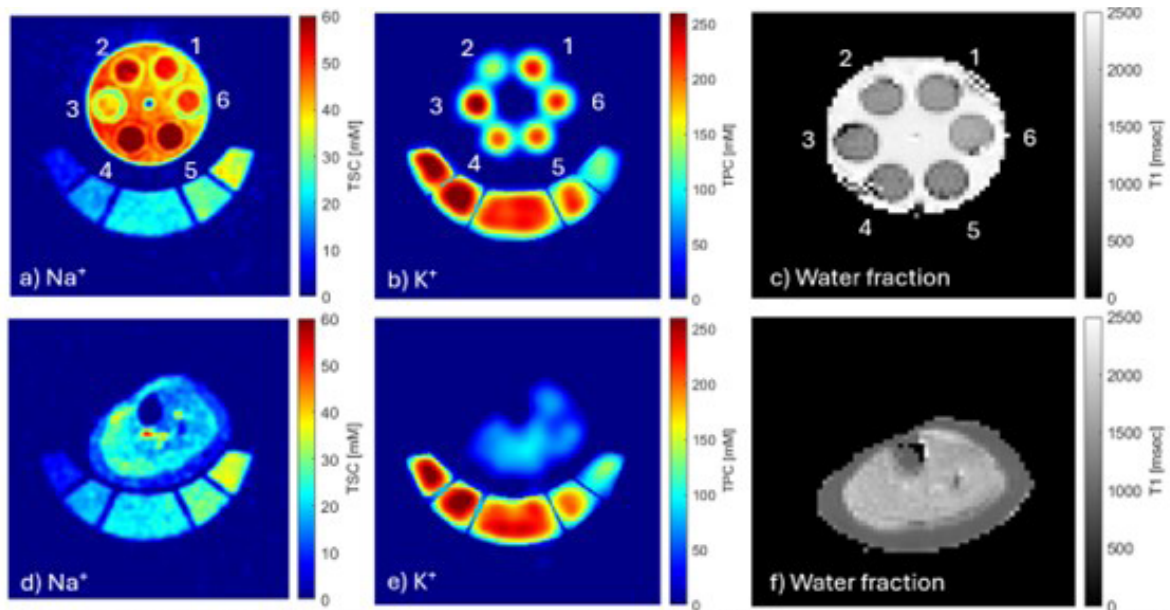 2 1 3 6 4 5
a) Na⁺
60 50 40 30 20 10 0
TSC [mM]
2 1 3 6 4 5
b) K⁺
250 200 150 100 50 0
TPC [mM]
2 1 3 6 4 5
c) Water fraction
2500 2000 1500 1000 500 0
T1 [msec]
d) Na⁺
60 50 40 30 20 10 0
TSC [mM]
e) K⁺
250 200 150 100 50 0
TPC [mM]
f) Water fraction
2500 2000 1500 1000 500 0
T1 [msec]